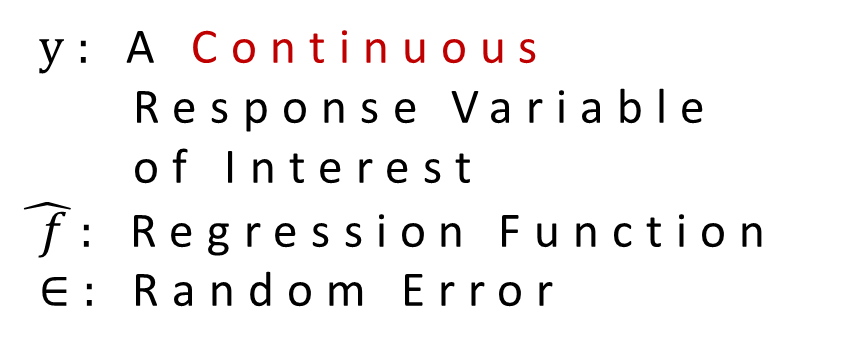 y: A Continuous
Response Variable
of Interest
f̂: Regression Function
∈: Random Error